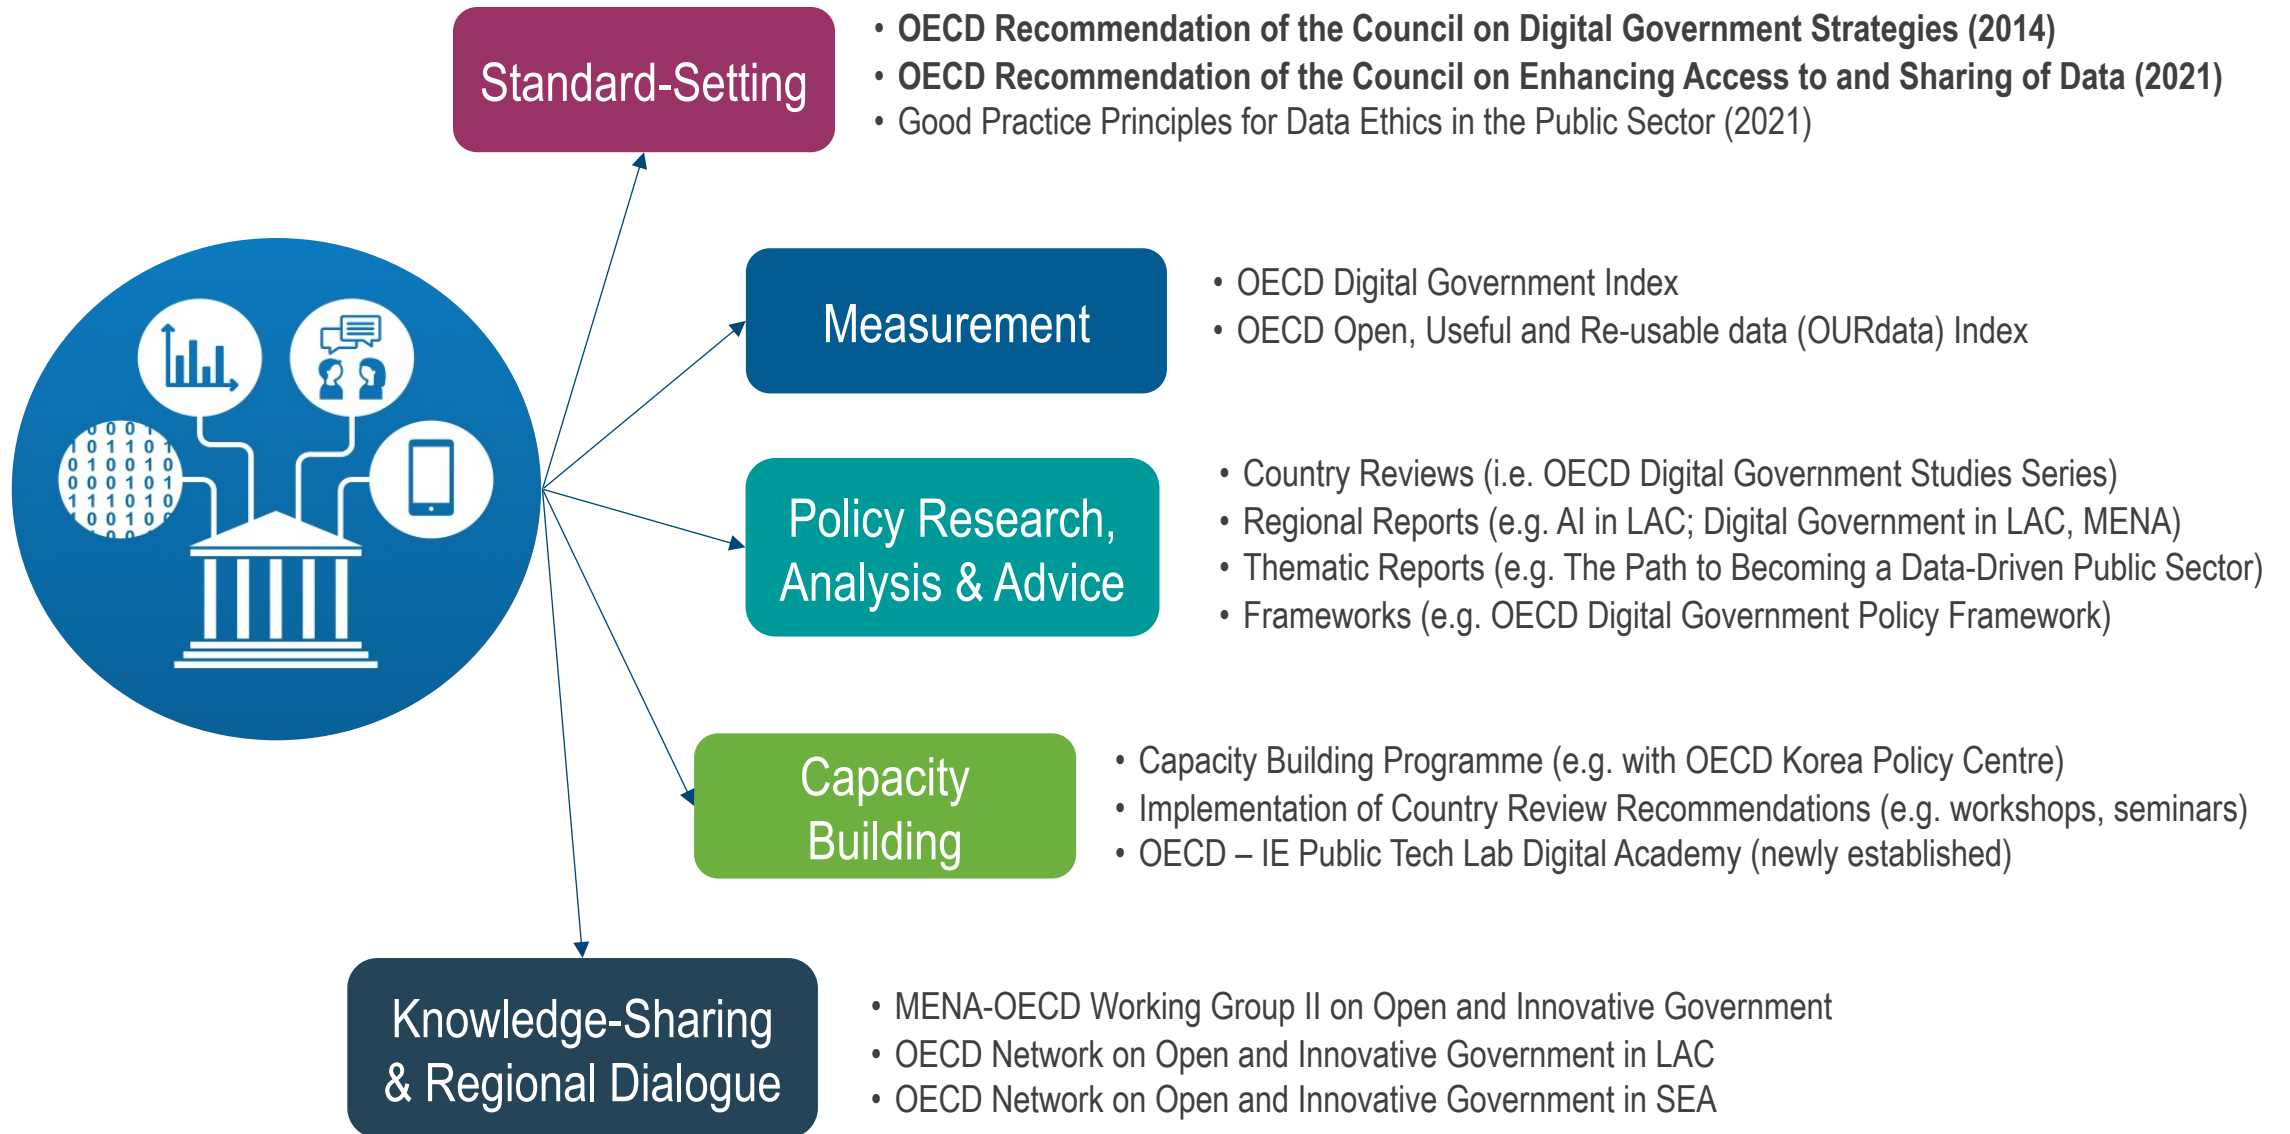 Standard-Setting
• OECD Recommendation of the Council on Digital Government Strategies (2014)
• OECD Recommendation of the Council on Enhancing Access to and Sharing of Data (2021)
• Good Practice Principles for Data Ethics in the Public Sector (2021)
Measurement
• OECD Digital Government Index
• OECD Open, Useful and Re-usable data (OURdata) Index
Policy Research,
Analysis & Advice
• Country Reviews (i.e. OECD Digital Government Studies Series)
• Regional Reports (e.g. AI in LAC; Digital Government in LAC, MENA)
• Thematic Reports (e.g. The Path to Becoming a Data-Driven Public Sector)
• Frameworks (e.g. OECD Digital Government Policy Framework)
Capacity
Building
• Capacity Building Programme (e.g. with OECD Korea Policy Centre)
• Implementation of Country Review Recommendations (e.g. workshops, seminars)
• OECD – IE Public Tech Lab Digital Academy (newly established)
Knowledge-Sharing
& Regional Dialogue
• MENA-OECD Working Group II on Open and Innovative Government
• OECD Network on Open and Innovative Government in LAC
• OECD Network on Open and Innovative Government in SEA